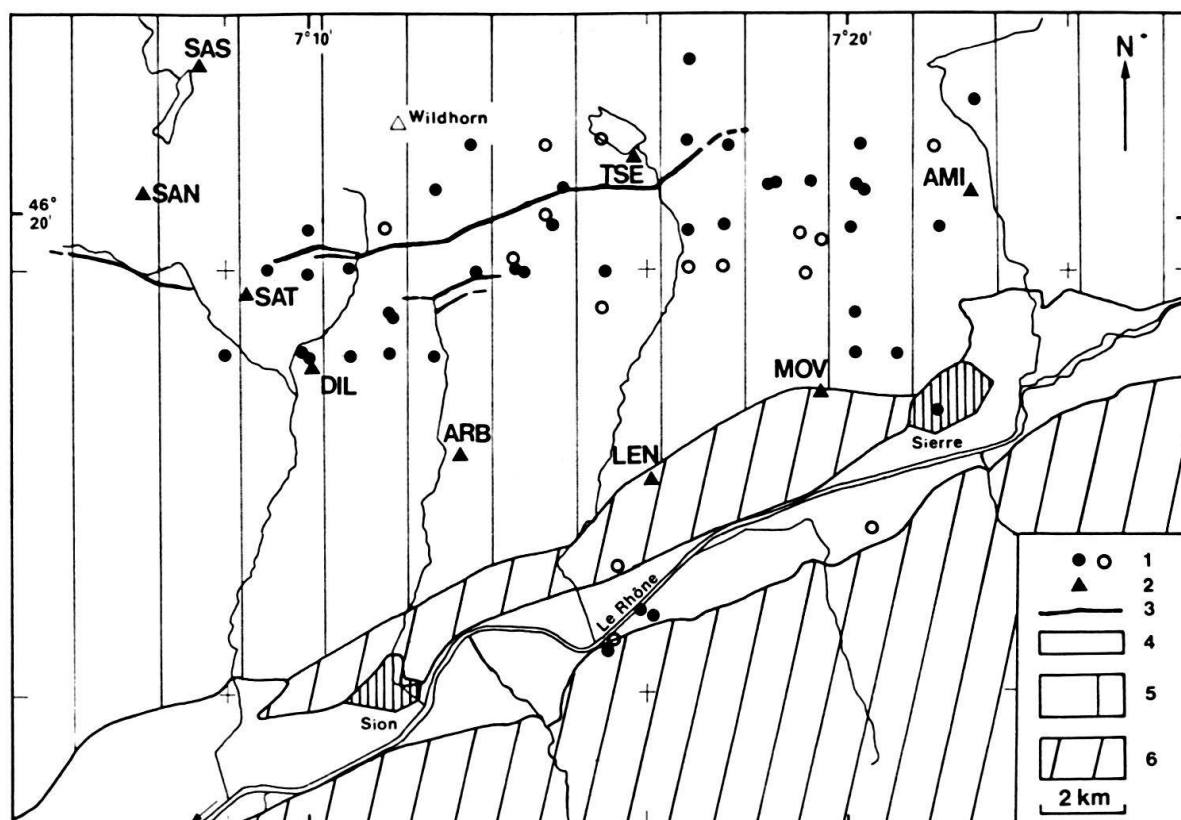 7° 10'
7° 20'
N
SAS
Wildhorn
TSE
SAN
AMI
46°
20'
SAT
DIL
MOV
ARB
LEN
Sierre
Le Rhône
Sion
1
2
3
4
5
6
2 km